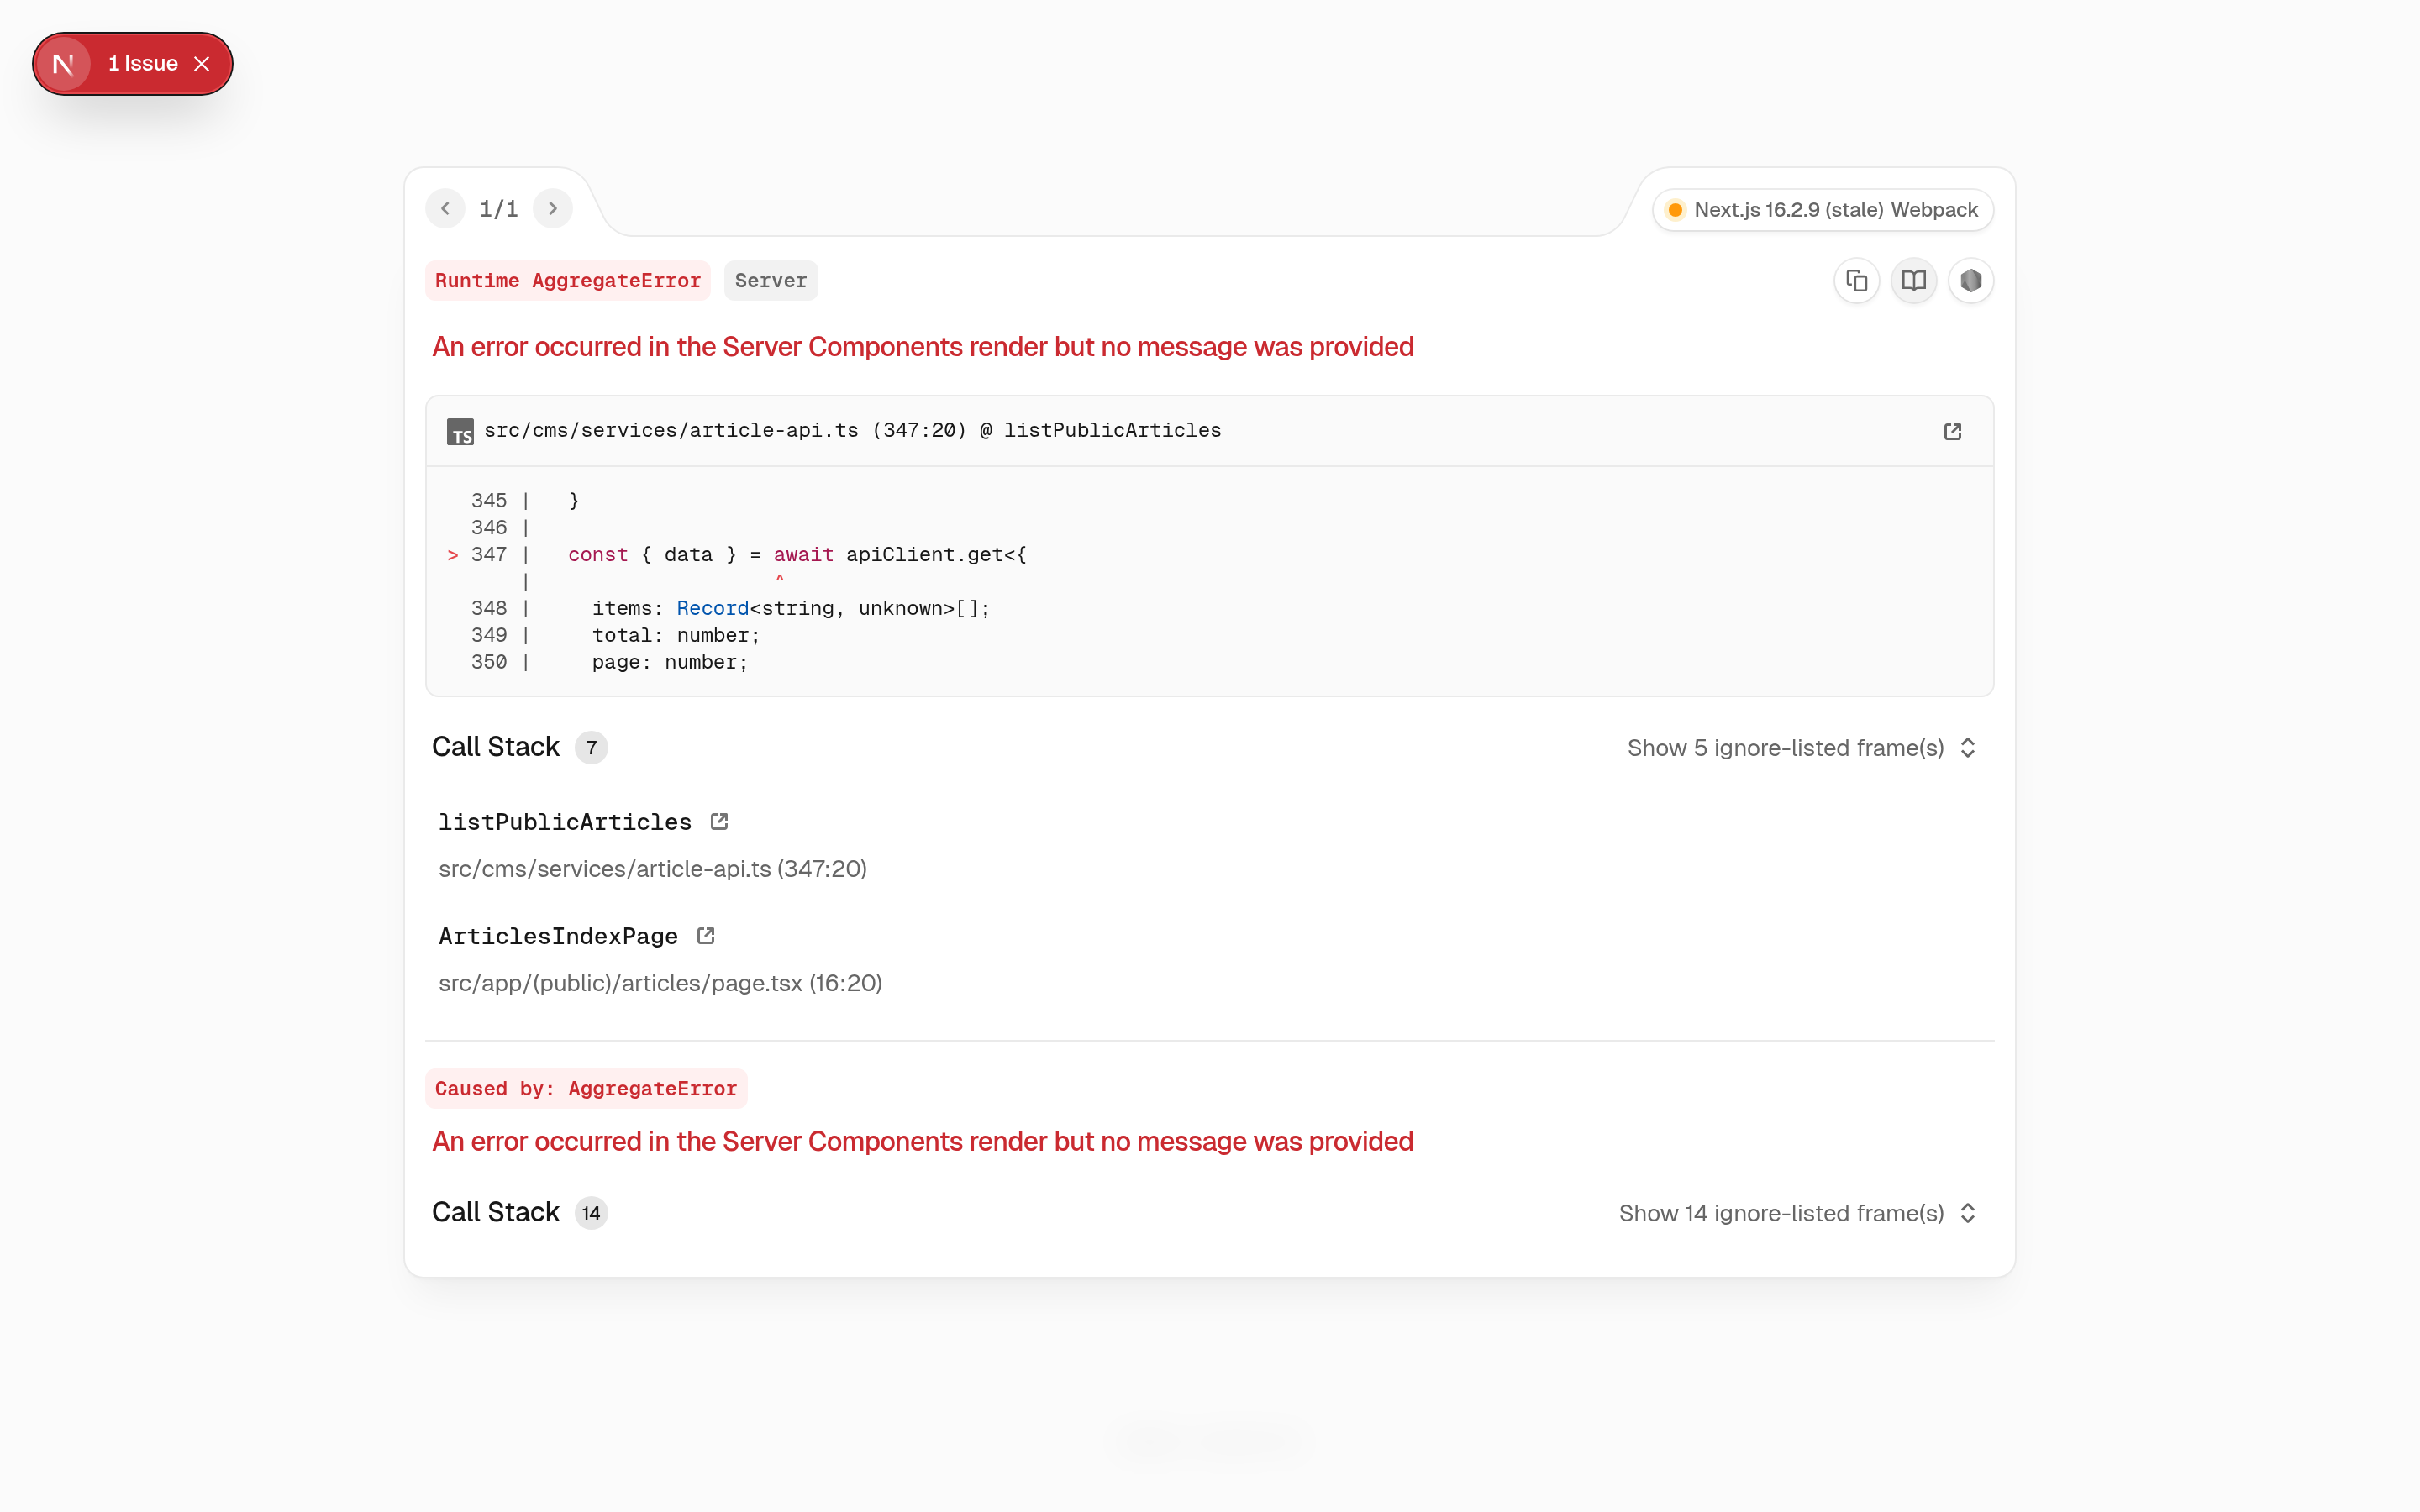 N 1 Issue
1/1
Next.js 16.2.9 (stale) Webpack
Runtime AggregateError Server
An error occurred in the Server Components render but no message was provided
TS src/cms/services/article-api.ts (347:20) @ listPublicArticles
345 |   }
346 |
> 347 |   const { data } = await apiClient.get<{
|                    ^
348 |     items: Record<string, unknown>[];
349 |     total: number;
350 |     page: number;
Call Stack 7 Show 5 ignore-listed frame(s)
listPublicArticles
src/cms/services/article-api.ts (347:20)
ArticlesIndexPage
src/app/(public)/articles/page.tsx (16:20)
Caused by: AggregateError
An error occurred in the Server Components render but no message was provided
Call Stack 14 Show 14 ignore-listed frame(s)